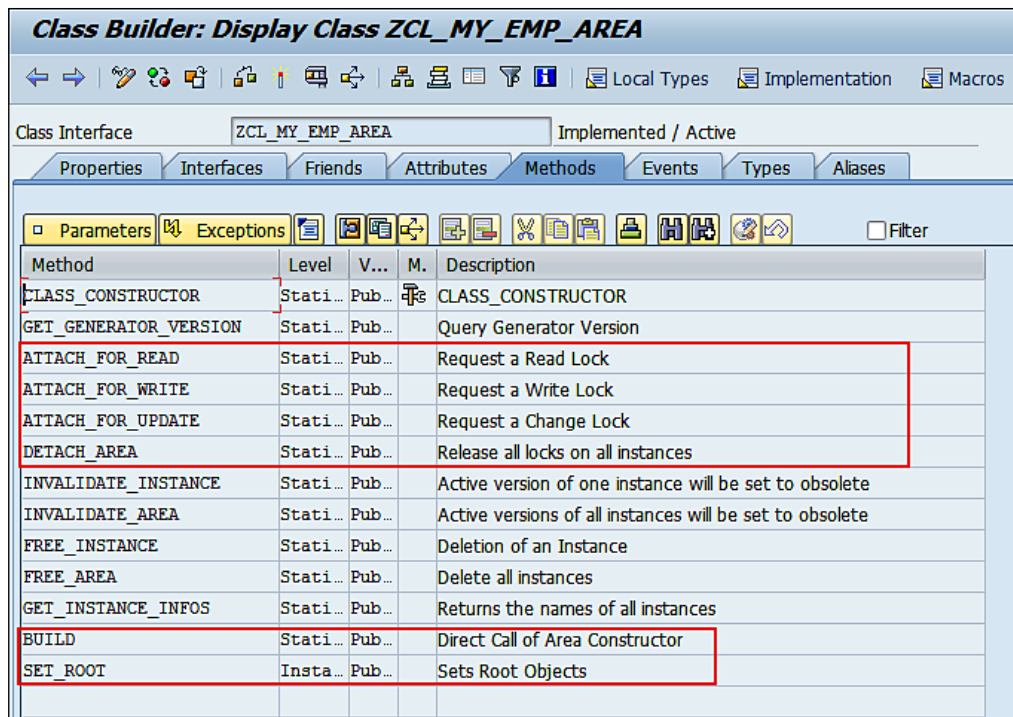 Class Builder: Display Class ZCL_MY_EMP_AREA
Local Types Implementation Macros
Class Interface ZCL_MY_EMP_AREA Implemented / Active
Properties Interfaces Friends Attributes Methods Events Types Aliases
Parameters Exceptions Filter
Method Level V... M. Description
CLASS_CONSTRUCTOR Stati… Pub… CLASS_CONSTRUCTOR
GET_GENERATOR_VERSION Stati… Pub… Query Generator Version
ATTACH_FOR_READ Stati… Pub… Request a Read Lock
ATTACH_FOR_WRITE Stati… Pub… Request a Write Lock
ATTACH_FOR_UPDATE Stati… Pub… Request a Change Lock
DETACH_AREA Stati… Pub… Release all locks on all instances
INVALIDATE_INSTANCE Stati… Pub… Active version of one instance will be set to obsolete
INVALIDATE_AREA Stati… Pub… Active versions of all instances will be set to obsolete
FREE_INSTANCE Stati… Pub… Deletion of an Instance
FREE_AREA Stati… Pub… Delete all instances
GET_INSTANCE_INFOS Stati… Pub… Returns the names of all instances
BUILD Stati… Pub… Direct Call of Area Constructor
SET_ROOT Insta… Pub… Sets Root Objects